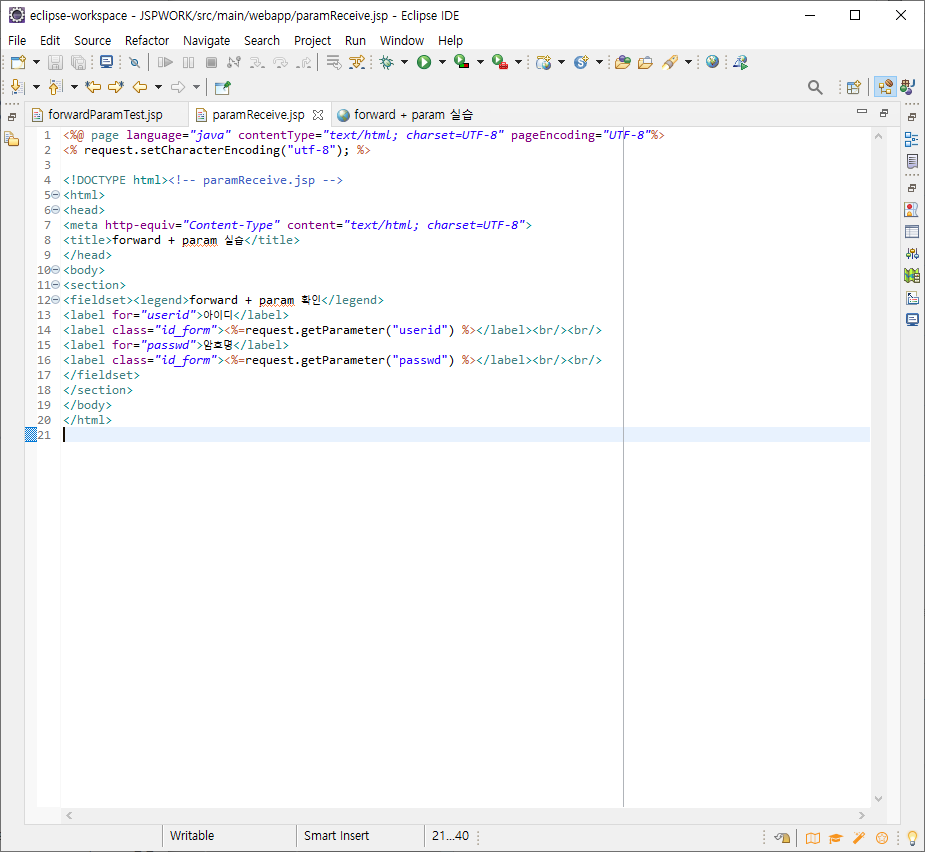 eclipse-workspace - JSPWORK/src/main/webapp/paramReceive.jsp - Eclipse IDE
File Edit Source Refactor Navigate Search Project Run Window Help
forwardParamTest.jsp paramReceive.jsp forward + param 실습
1 <%@ page language="java" contentType="text/html; charset=UTF-8" pageEncoding="UTF-8"%>
2 <% request.setCharacterEncoding("utf-8"); %>
3
4 <!DOCTYPE html><!-- paramReceive.jsp -->
5 <html>
6 <head>
7 <meta http-equiv="Content-Type" content="text/html; charset=UTF-8">
8 <title>forward + param 실습</title>
9 </head>
10 <body>
11 <section>
12 <fieldset><legend>forward + param 확인</legend>
13 <label for="userid">아이디</label>
14 <label class="id_form"><%=request.getParameter("userid") %></label><br/><br/>
15 <label for="passwd">암호명</label>
16 <label class="id_form"><%=request.getParameter("passwd") %></label><br/><br/>
17 </fieldset>
18 </section>
19 </body>
20 </html>
21
Writable Smart Insert 21...40